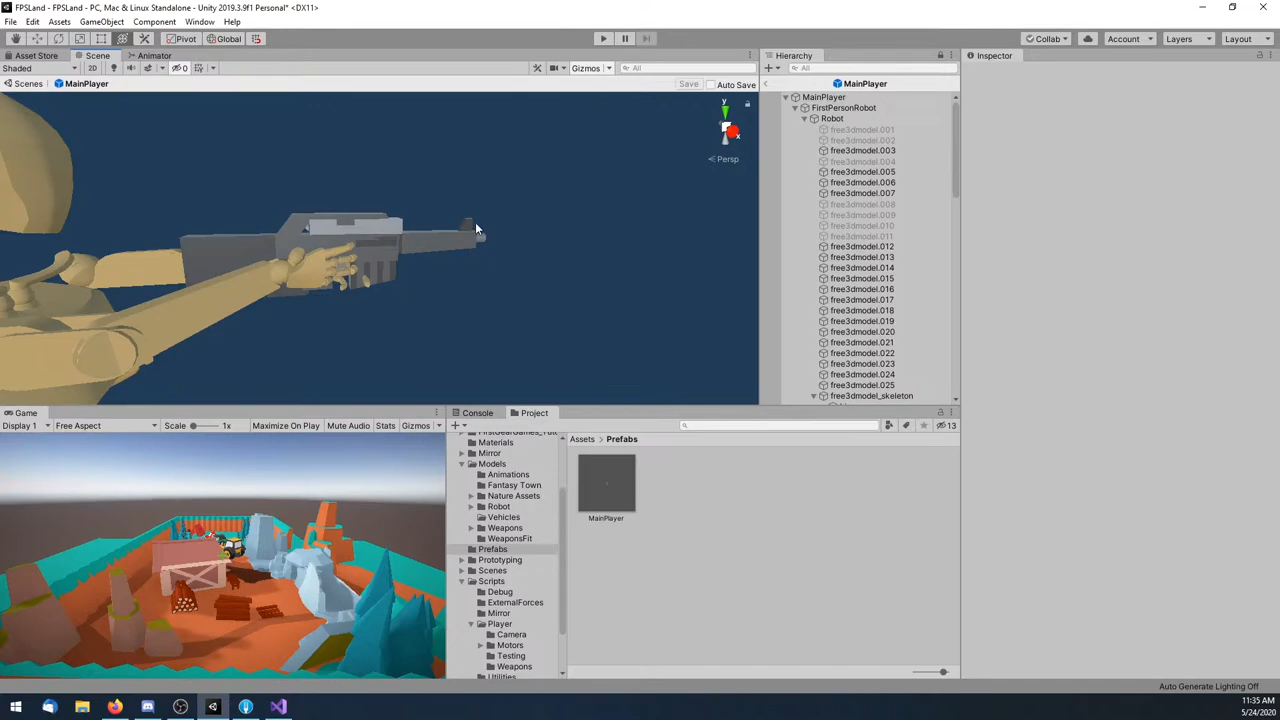 FPSLand - FPSLand - PC, Mac & Linux Standalone - Unity 2019.3.9f1 Personal* <DX11>
File Edit Assets GameObject Component Window Help
Pivot Global Collab Account Layers Layout
Asset Store Scene Animator Hierarchy Inspector
Shaded 2D 0 Gizmos All All
Scenes MainPlayer Save Auto Save MainPlayer
y
x
Persp
MainPlayer
FirstPersonRobot
Robot
free3dmodel.001
free3dmodel.002
free3dmodel.003
free3dmodel.004
free3dmodel.005
free3dmodel.006
free3dmodel.007
free3dmodel.008
free3dmodel.009
free3dmodel.010
free3dmodel.011
free3dmodel.012
free3dmodel.013
free3dmodel.014
free3dmodel.015
free3dmodel.016
free3dmodel.017
free3dmodel.018
free3dmodel.019
free3dmodel.020
free3dmodel.021
free3dmodel.022
free3dmodel.023
free3dmodel.024
free3dmodel.025
free3dmodel_skeleton
Game Console Project
Display 1 Free Aspect Scale 1x Maximize On Play Mute Audio Stats Gizmos 13
Assets > Prefabs
Materials
Mirror
Models
Animations
Fantasy Town
Nature Assets
Robot
Vehicles
Weapons
WeaponsFit
Prefabs
Prototyping
Scenes
Scripts
Debug
ExternalForces
Mirror
Player
Camera
Motors
Testing
Weapons
Utilities
MainPlayer
Auto Generate Lighting Off
11:35 AM
5/24/2020